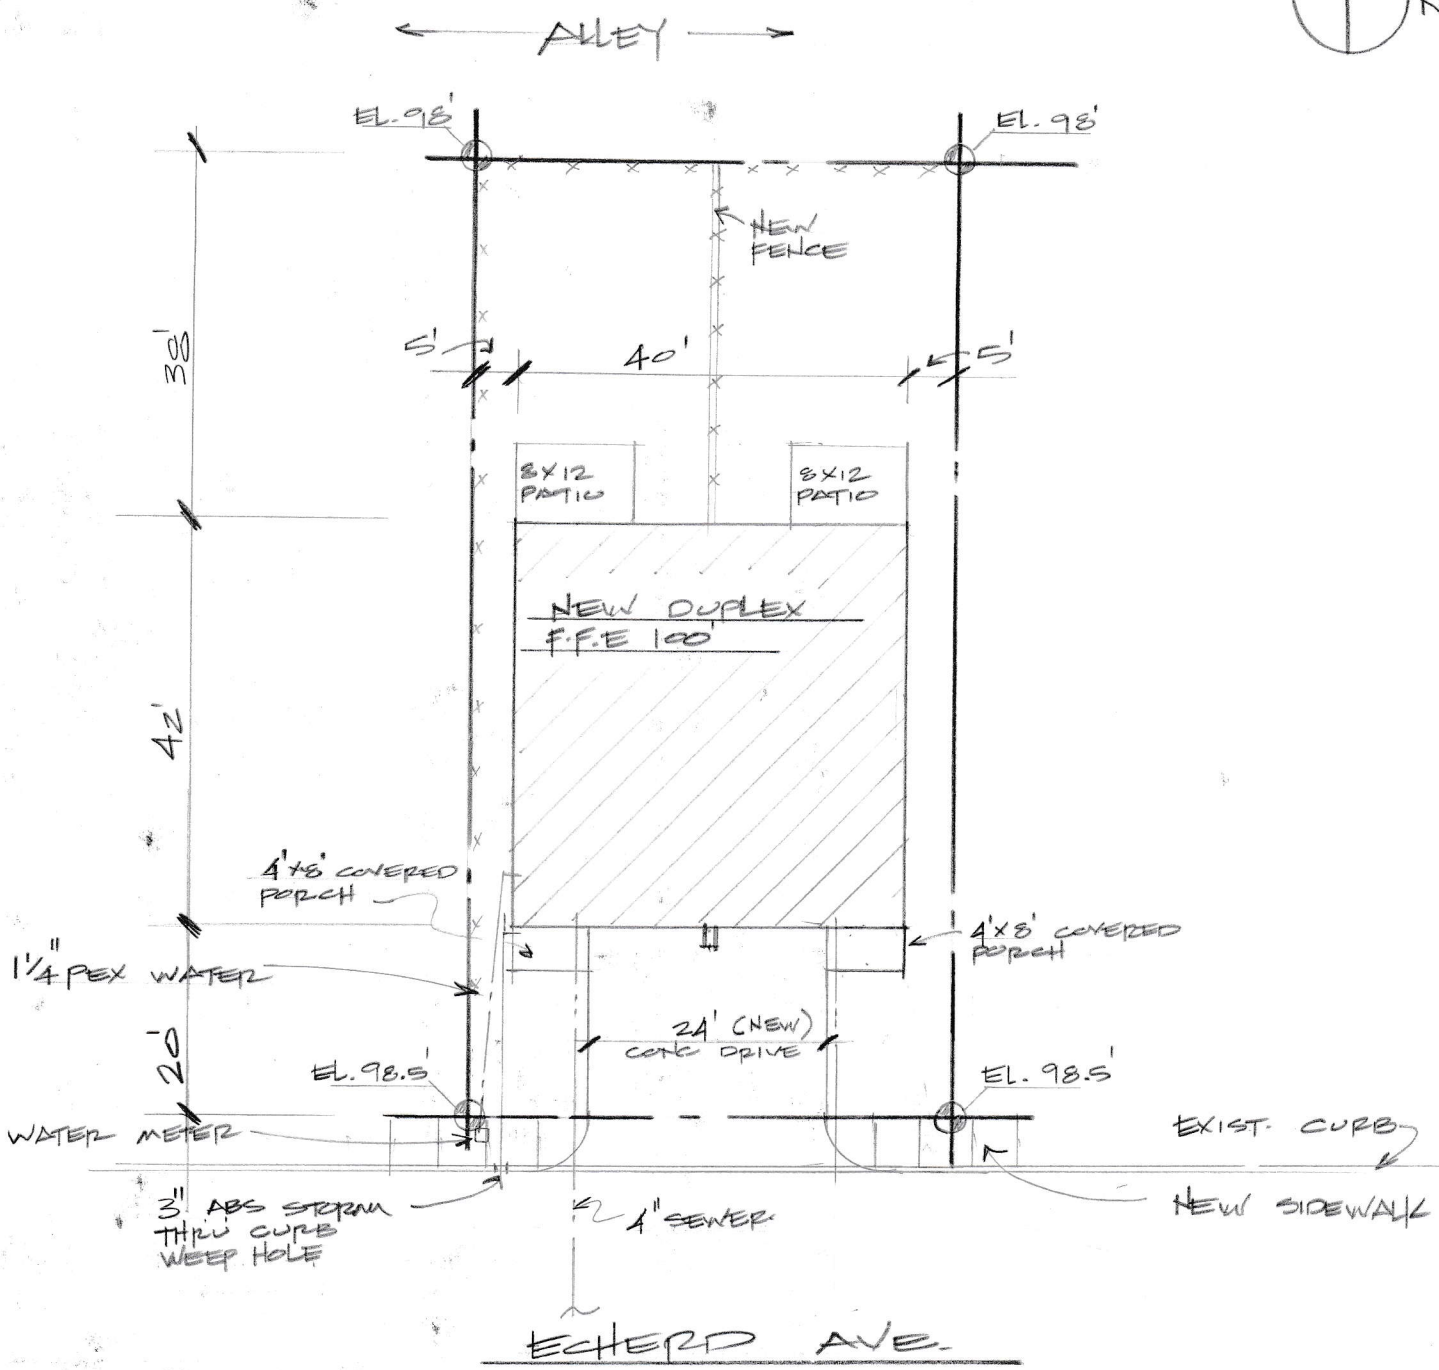 ALLEY
EL. 98'
EL. 98'
NEW
FENCE
38'
5'
40'
5'
8X12
PATIO
8X12
PATIO
NEW DUPLEX
F.F.E 100'
42'
4'X8' COVERED
PORCH
4'X8' COVERED
PORCH
1 1/4" PEX WATER
20'
24' (NEW)
CONC DRIVE
EL. 98.5'
EL. 98.5'
WATER METER
EXIST. CURB
3" ABS STORM
THRU CURB
WEEP HOLE
4" SEWER
NEW SIDEWALK
ECHERD AVE.